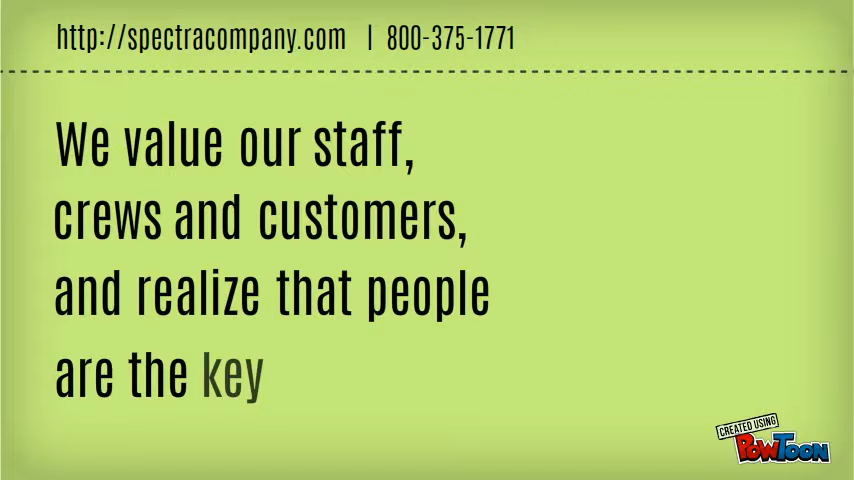 http://spectracompany.com | 800-375-1771
We value our staff,
crews and customers,
and realize that people
are the key
CREATED USING
POWTOON